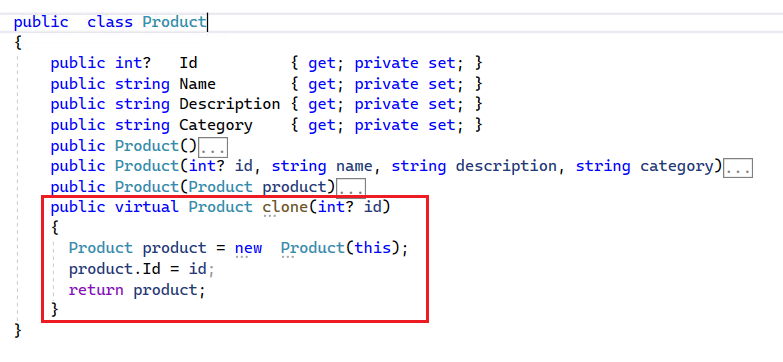 public  class Product
{
    public int?   Id          { get; private set; }
    public string Name        { get; private set; }
    public string Description { get; private set; }
    public string Category    { get; private set; }
    public Product()...
    public Product(int? id, string name, string description, string category)...
    public Product(Product product)...
    public virtual Product clone(int? id)
    {
      Product product = new  Product(this);
      product.Id = id;
      return product;
    }
}